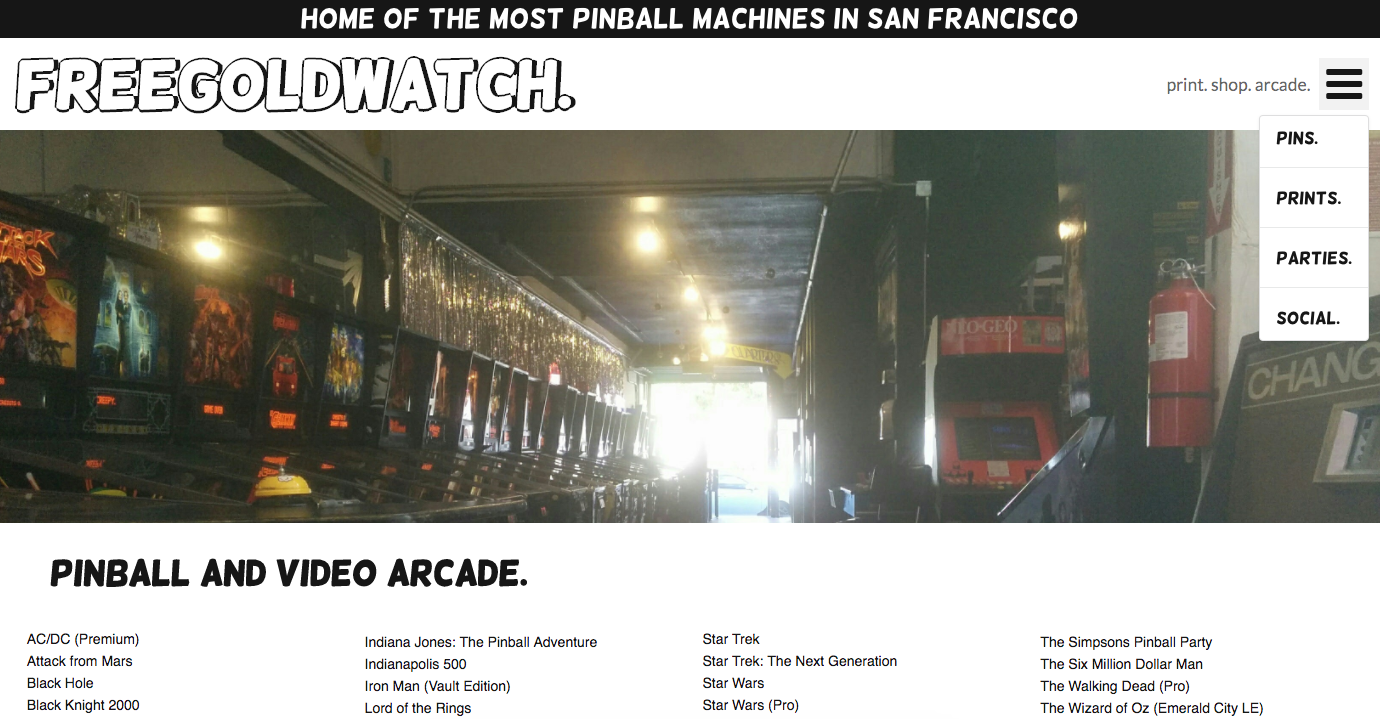 HOME OF THE MOST PINBALL MACHINES IN SAN FRANCISCO
FREEGOLDWATCH.
print. shop. arcade.
PINS.
PRINTS.
PARTIES.
SOCIAL.
NEO-GEO
CHANG
CREEPY.
PINBALL AND VIDEO ARCADE.
AC/DC (Premium)
Attack from Mars
Black Hole
Black Knight 2000
Indiana Jones: The Pinball Adventure
Indianapolis 500
Iron Man (Vault Edition)
Lord of the Rings
Star Trek
Star Trek: The Next Generation
Star Wars
Star Wars (Pro)
The Simpsons Pinball Party
The Six Million Dollar Man
The Walking Dead (Pro)
The Wizard of Oz (Emerald City LE)